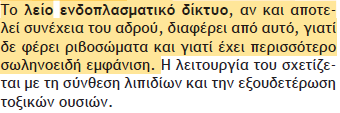 Το λείο ενδοπλασματικό δίκτυο, αν και αποτε-
λεί συνέχεια του αδρού, διαφέρει από αυτό, γιατί
δε φέρει ριβοσώματα και γιατί έχει περισσότερο
σωληνοειδή εμφάνιση. Η λειτουργία του σχετίζε-
ται με τη σύνθεση λιπιδίων και την εξουδετέρωση
τοξικών ουσιών.